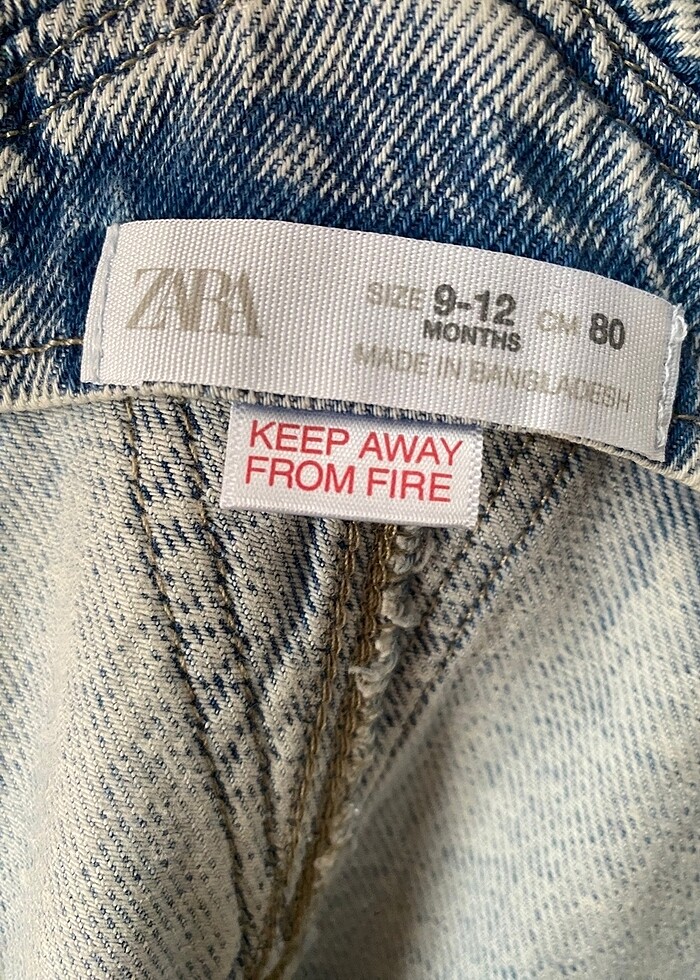 ZARA
SIZE 9-12 CM 80
MONTHS
MADE IN BANGLADESH
KEEP AWAY
FROM FIRE